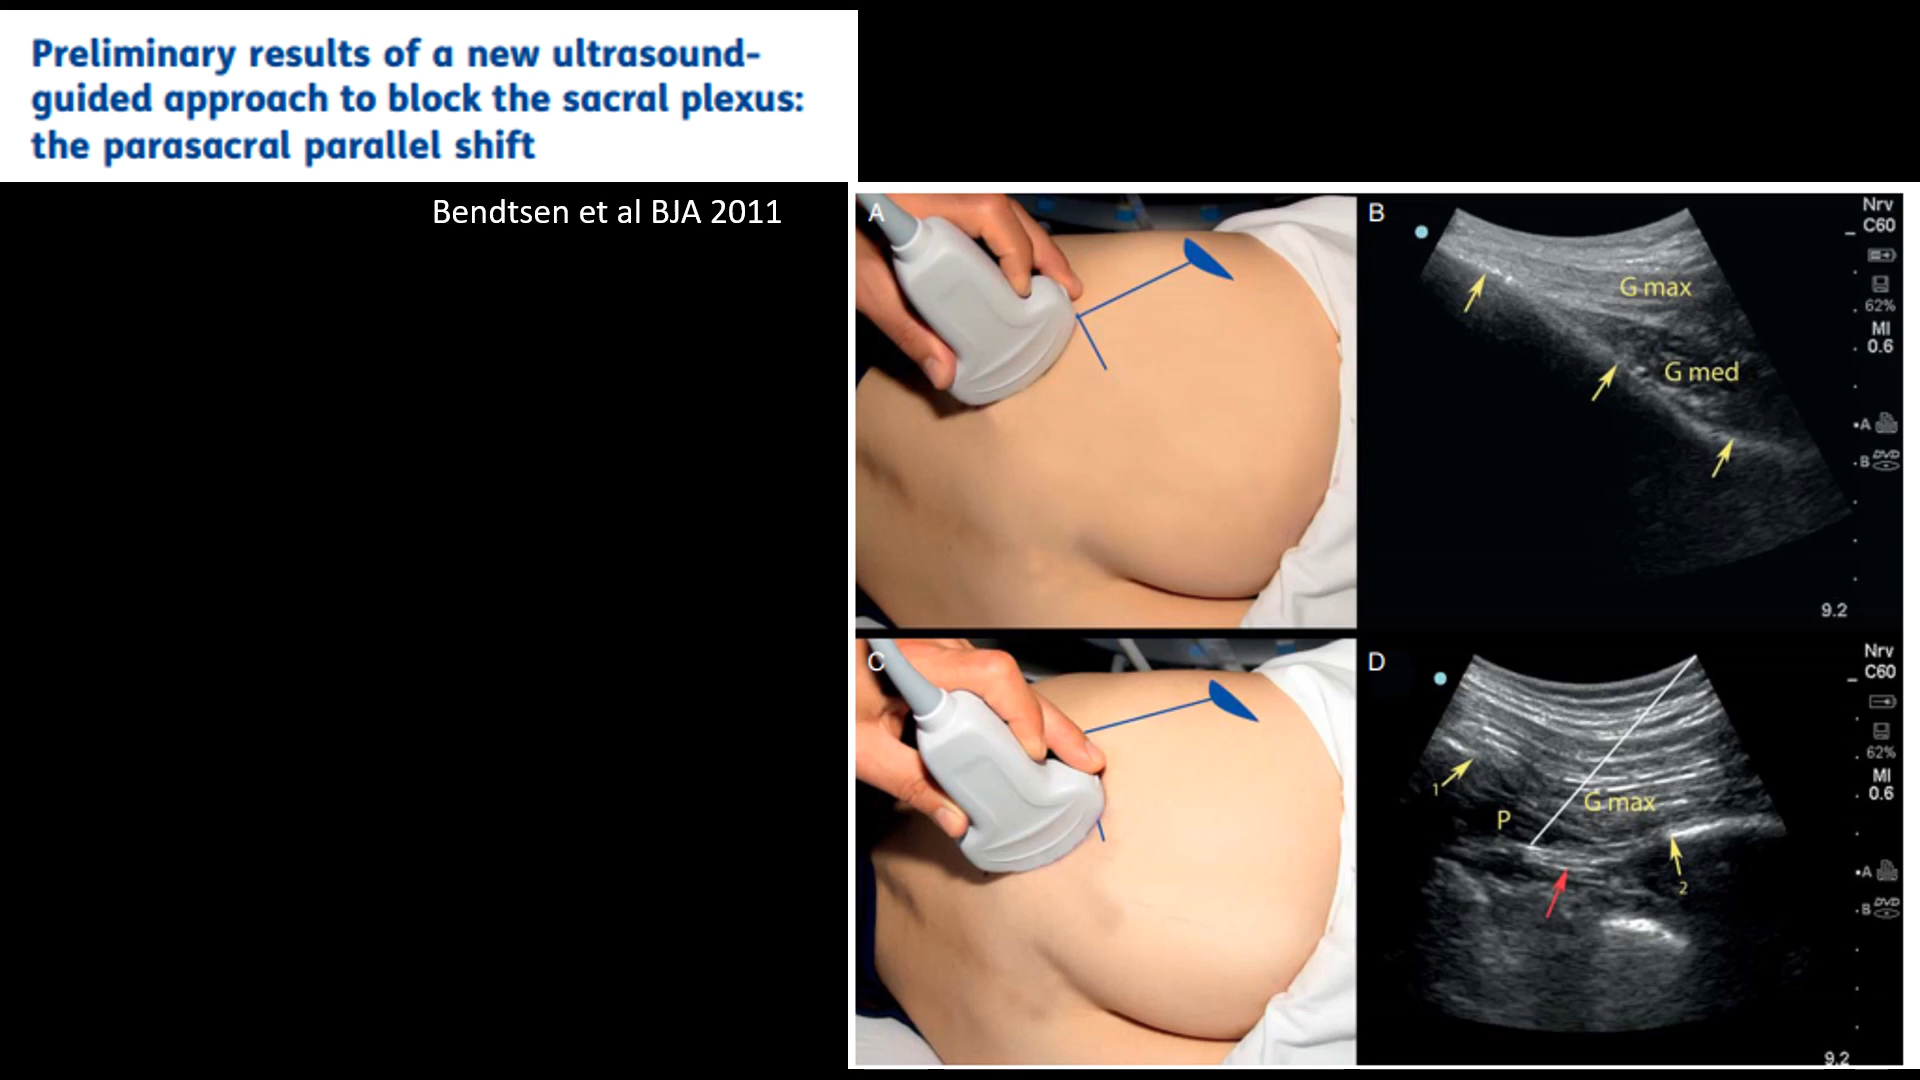 Preliminary results of a new ultrasound-
guided approach to block the sacral plexus:
the parasacral parallel shift
Bendtsen et al BJA 2011
A
B
Nrv
C60
G max
62%
MI
0.6
G med
A
B DVD
9.2
C
D
Nrv
C60
62%
MI
0.6
1
G max
P
2
A
B DVD
9.2